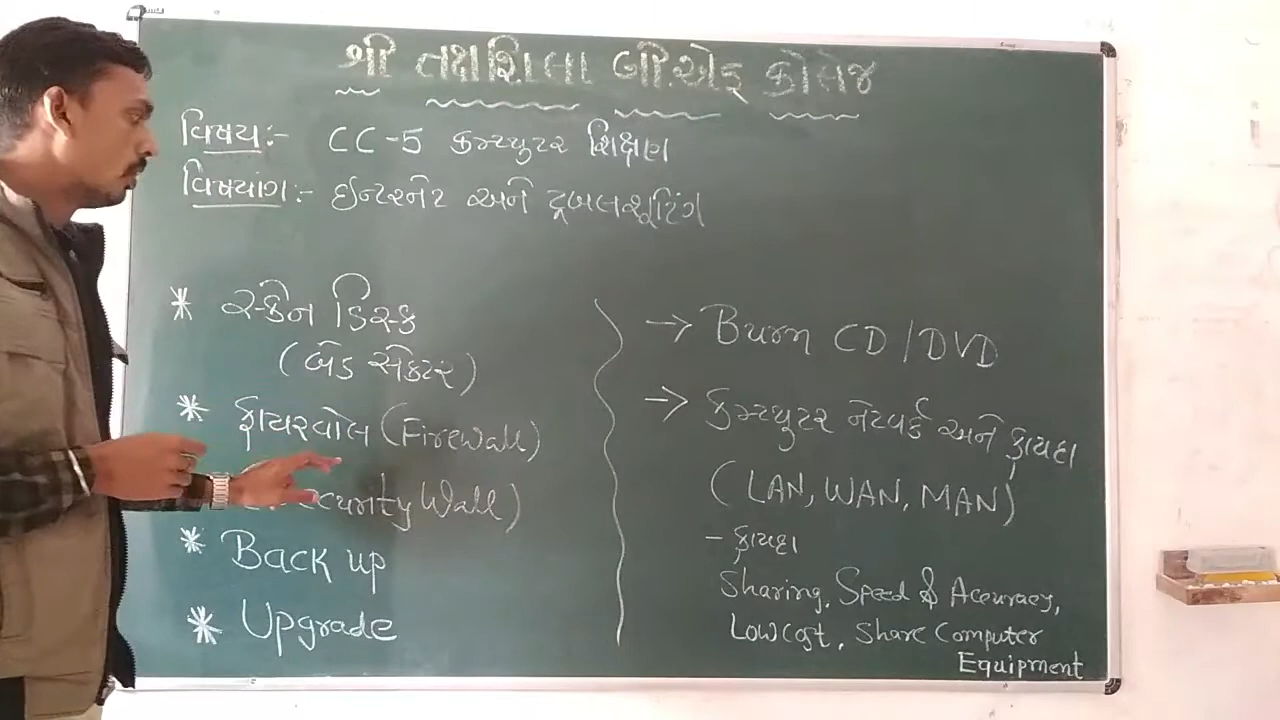 શ્રી તક્ષશિલા બી.એડ્ કોલેજ
વિષય:- CC-5 કમ્પ્યુટર શિક્ષણ
વિષયાંગ:- ઈન્ટરનેટ અને ટ્રબલશૂટિંગ
* સ્કેન ડિસ્ક
(બેડ સેક્ટર)
* ફાયરવોલ (Firewall)
Wall)
* Back up
* Upgrade
→ Burn CD/DVD
→ કમ્પ્યુટર નેટવર્ક અને ફાયદા
(LAN, WAN, MAN)
- ફાયદા
Sharing, Speed & Accuracy,
Low Cost, Share Computer
Equipment